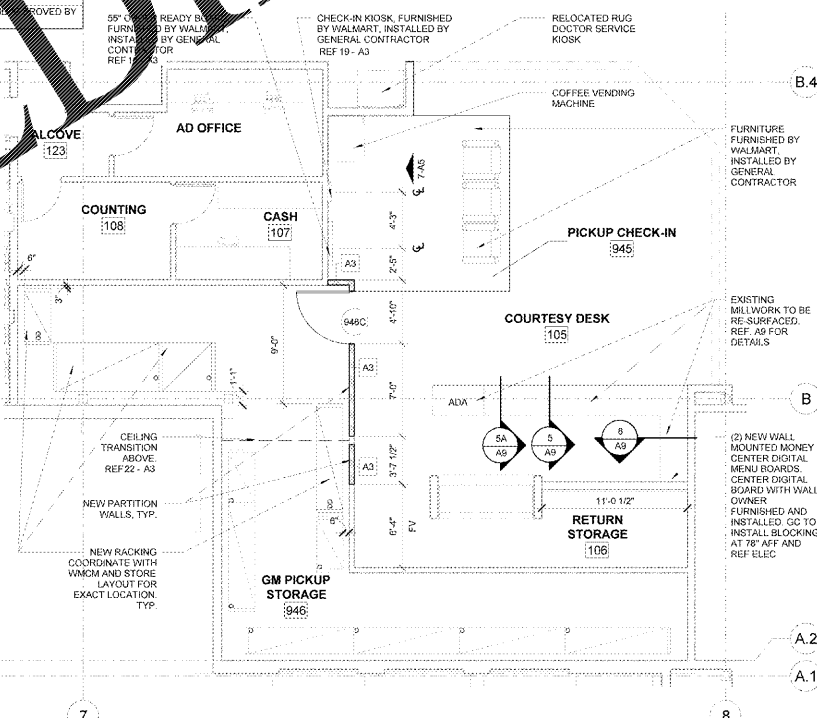 PROVED BY
55" READY BOARD
FURNISHED BY WALMART,
INSTALLED BY GENERAL
CONTRACTOR
CHECK-IN KIOSK, FURNISHED
BY WALMART, INSTALLED BY
GENERAL CONTRACTOR
REF 19 - A3
RELOCATED RUG
DOCTOR SERVICE
KIOSK
B.4
COFFEE VENDING
MACHINE
FURNITURE
FURNISHED BY
WALMART,
INSTALLED BY
GENERAL
CONTRACTOR
ALCOVE
123
AD OFFICE
7-A5
COUNTING
108
CASH
107
4'-3"
PICKUP CHECK-IN
945
A3
2'-5"
6"
3"
946C
4'-10"
COURTESY DESK
105
EXISTING
MILLWORK TO BE
RE-SURFACED.
REF. A9 FOR
DETAILS
9'-0"
A3
7'-0"
1'-1"
ADA
B
5A
A9
5
A9
6
A9
CEILING
TRANSITION
ABOVE.
REF 22 - A3
A3
3'-7 1/2"
(2) NEW WALL
MOUNTED MONEY
CENTER DIGITAL
MENU BOARDS.
CENTER DIGITAL
BOARD WITH WALL
OWNER
FURNISHED AND
INSTALLED. GC TO
INSTALL BLOCKING
AT 78" AFF AND
REF ELEC
NEW PARTITION
WALLS, TYP.
6"
6'-4"
FV
11'-0 1/2"
RETURN
STORAGE
106
NEW RACKING
COORDINATE WITH
WMCM AND STORE
LAYOUT FOR
EXACT LOCATION.
TYP.
GM PICKUP
STORAGE
946
A.2
A.1
7
8